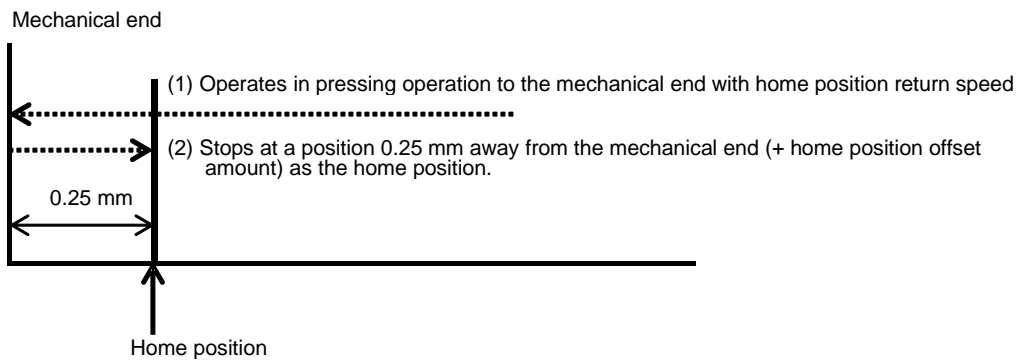 Mechanical end
(1) Operates in pressing operation to the mechanical end with home position return speed
(2) Stops at a position 0.25 mm away from the mechanical end (+ home position offset
amount) as the home position.
0.25 mm
Home position